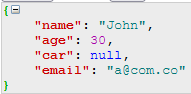 {
"name": "John",
"age": 30,
"car": null,
"email": "a@com.co"
}